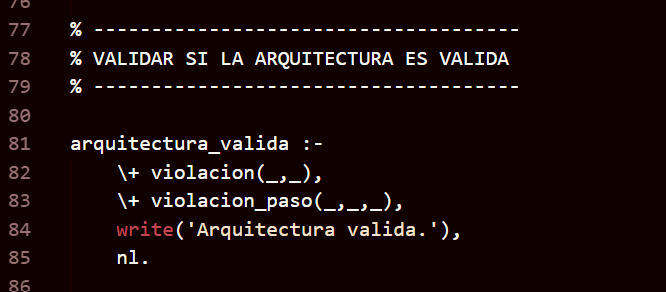 76
77 % -------------------------------------
78 % VALIDAR SI LA ARQUITECTURA ES VALIDA
79 % -------------------------------------
80
81 arquitectura_valida :-
82     \+ violacion(_,_),
83     \+ violacion_paso(_,_,_),
84     write('Arquitectura valida.'),
85     nl.
86